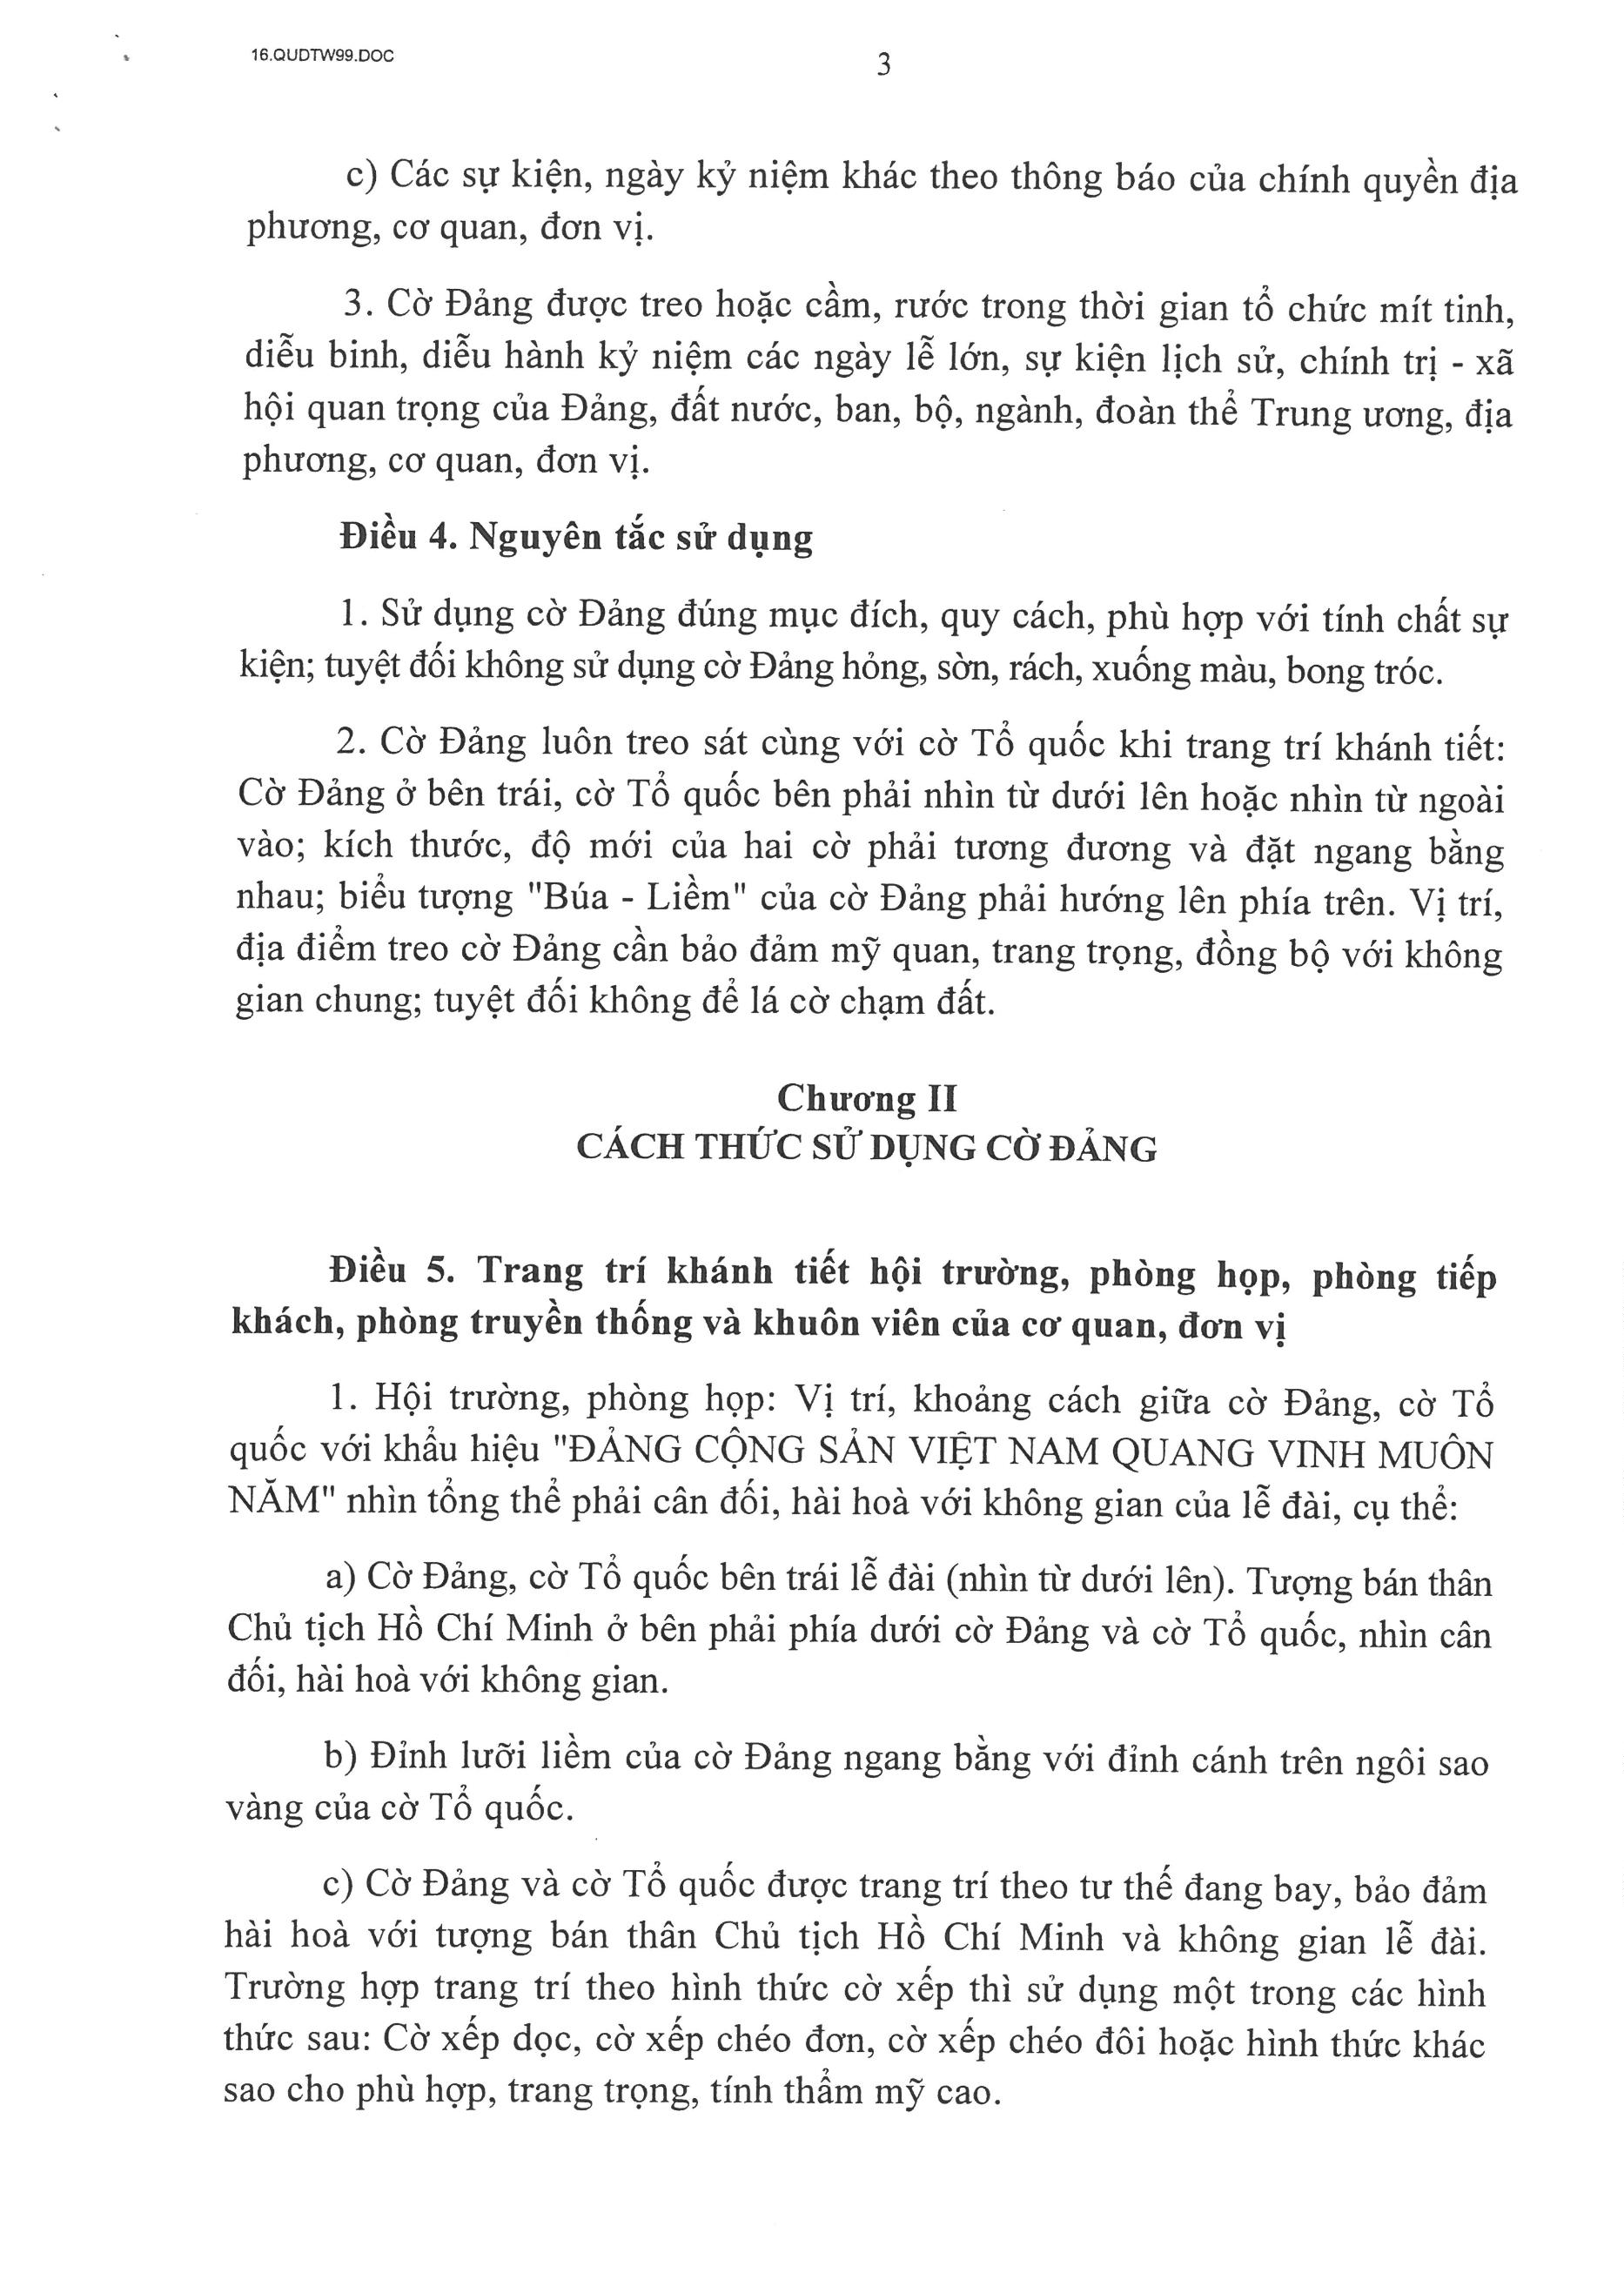 16.QUDTW99.DOC
3
c) Các sự kiện, ngày kỷ niệm khác theo thông báo của chính quyền địa
phương, cơ quan, đơn vị.
3. Cờ Đảng được treo hoặc cầm, rước trong thời gian tổ chức mít tinh,
diễu binh, diễu hành kỷ niệm các ngày lễ lớn, sự kiện lịch sử, chính trị - xã
hội quan trọng của Đảng, đất nước, ban, bộ, ngành, đoàn thể Trung ương, địa
phương, cơ quan, đơn vị.
Điều 4. Nguyên tắc sử dụng
1. Sử dụng cờ Đảng đúng mục đích, quy cách, phù hợp với tính chất sự
kiện; tuyệt đối không sử dụng cờ Đảng hỏng, sờn, rách, xuống màu, bong tróc.
2. Cờ Đảng luôn treo sát cùng với cờ Tổ quốc khi trang trí khánh tiết:
Cờ Đảng ở bên trái, cờ Tổ quốc bên phải nhìn từ dưới lên hoặc nhìn từ ngoài
vào; kích thước, độ mới của hai cờ phải tương đương và đặt ngang bằng
nhau; biểu tượng "Búa - Liềm" của cờ Đảng phải hướng lên phía trên. Vị trí,
địa điểm treo cờ Đảng cần bảo đảm mỹ quan, trang trọng, đồng bộ với không
gian chung; tuyệt đối không để lá cờ chạm đất.
Chương II
CÁCH THỨC SỬ DỤNG CỜ ĐẢNG
Điều 5. Trang trí khánh tiết hội trường, phòng họp, phòng tiếp
khách, phòng truyền thống và khuôn viên của cơ quan, đơn vị
1. Hội trường, phòng họp: Vị trí, khoảng cách giữa cờ Đảng, cờ Tổ
quốc với khẩu hiệu "ĐẢNG CỘNG SẢN VIỆT NAM QUANG VINH MUÔN
NĂM" nhìn tổng thể phải cân đối, hài hoà với không gian của lễ đài, cụ thể:
a) Cờ Đảng, cờ Tổ quốc bên trái lễ đài (nhìn từ dưới lên). Tượng bán thân
Chủ tịch Hồ Chí Minh ở bên phải phía dưới cờ Đảng và cờ Tổ quốc, nhìn cân
đối, hài hoà với không gian.
b) Đỉnh lưỡi liềm của cờ Đảng ngang bằng với đỉnh cánh trên ngôi sao
vàng của cờ Tổ quốc.
c) Cờ Đảng và cờ Tổ quốc được trang trí theo tư thế đang bay, bảo đảm
hài hoà với tượng bán thân Chủ tịch Hồ Chí Minh và không gian lễ đài.
Trường hợp trang trí theo hình thức cờ xếp thì sử dụng một trong các hình
thức sau: Cờ xếp dọc, cờ xếp chéo đơn, cờ xếp chéo đôi hoặc hình thức khác
sao cho phù hợp, trang trọng, tính thẩm mỹ cao.